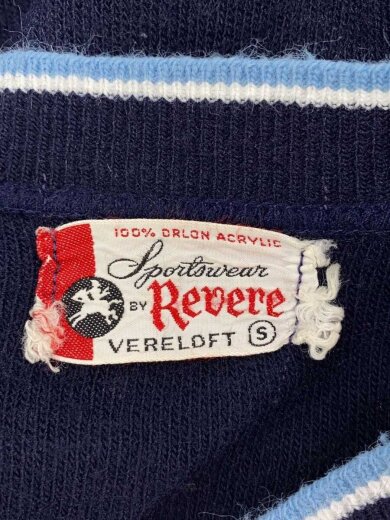 100% ORLON ACRYLIC
Sportswear
BY Revere
VERELOFT S